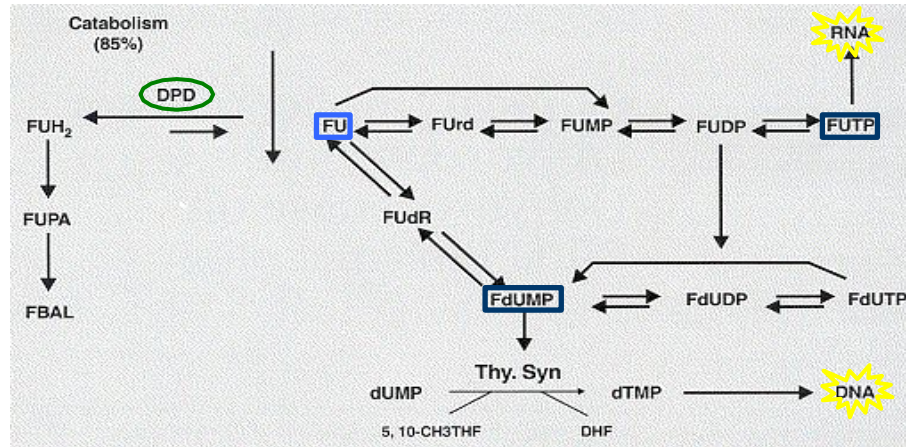 Catabolism
(85%)
RNA
DPD
FUH2
FU
FUrd
FUMP
FUDP
FUTP
FUPA
FUdR
FBAL
FdUMP
FdUDP
FdUTP
Thy. Syn
dUMP
dTMP
DNA
5, 10-CH3THF
DHF